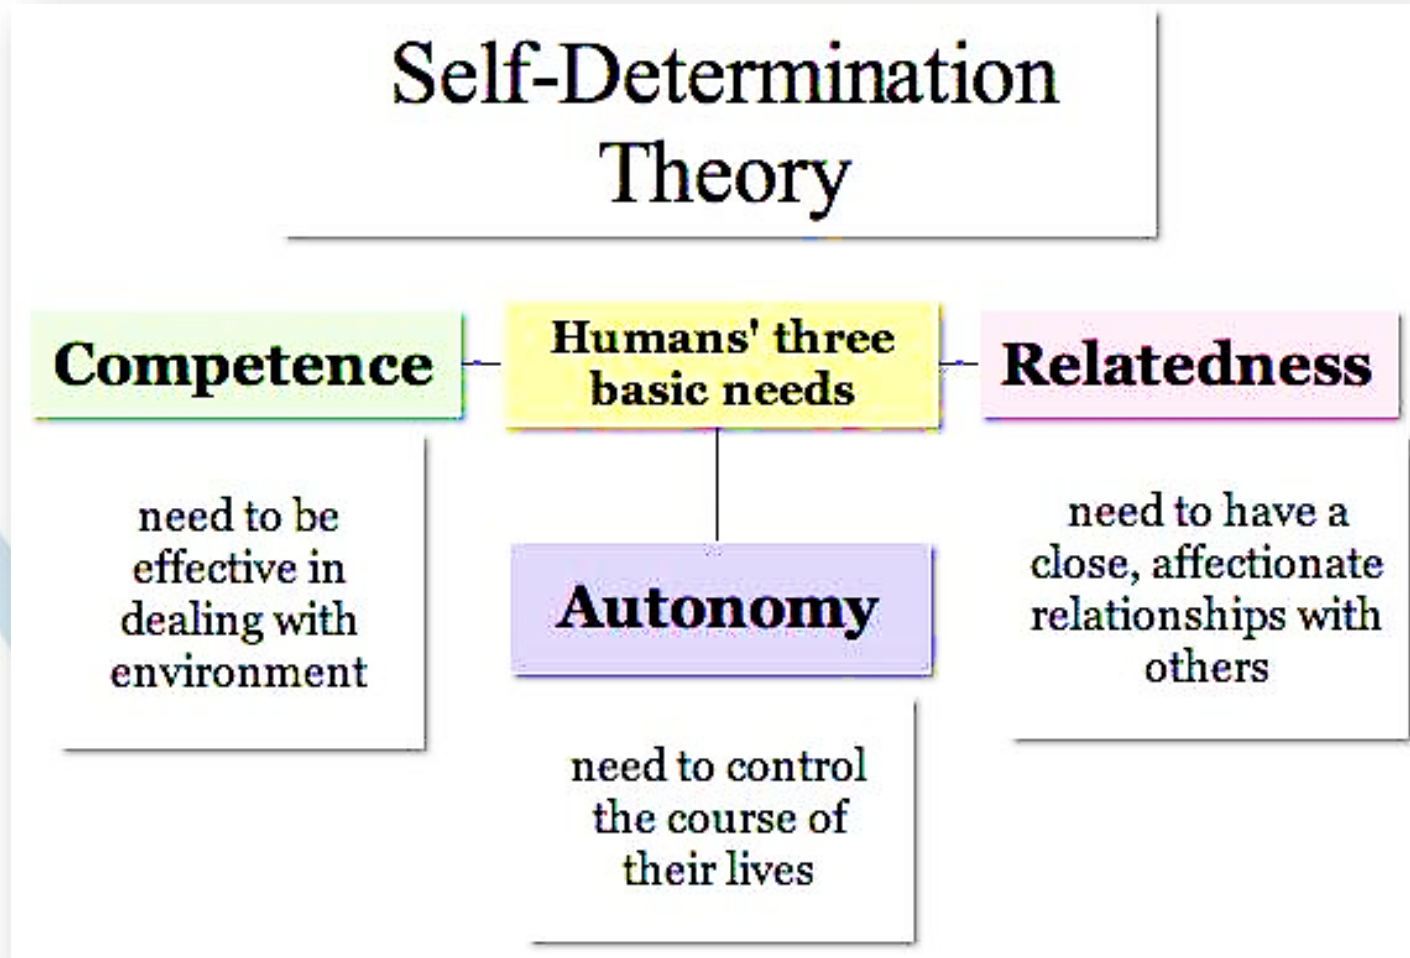 Self-Determination
Theory
Competence
Humans' three
basic needs
Relatedness
need to be
effective in
dealing with
environment
need to have a
close, affectionate
relationships with
others
Autonomy
need to control
the course of
their lives